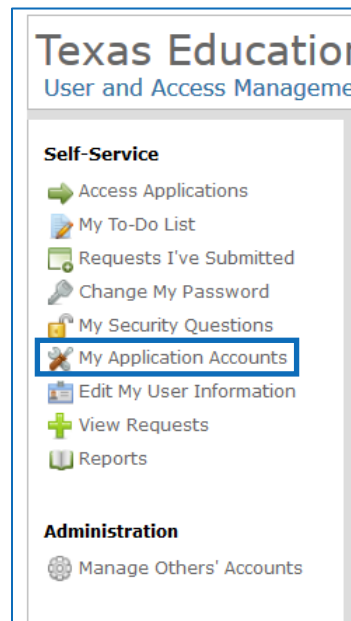 Texas Education
User and Access Manageme
Self-Service
Access Applications
My To-Do List
Requests I've Submitted
Change My Password
My Security Questions
My Application Accounts
Edit My User Information
View Requests
Reports
Administration
Manage Others' Accounts